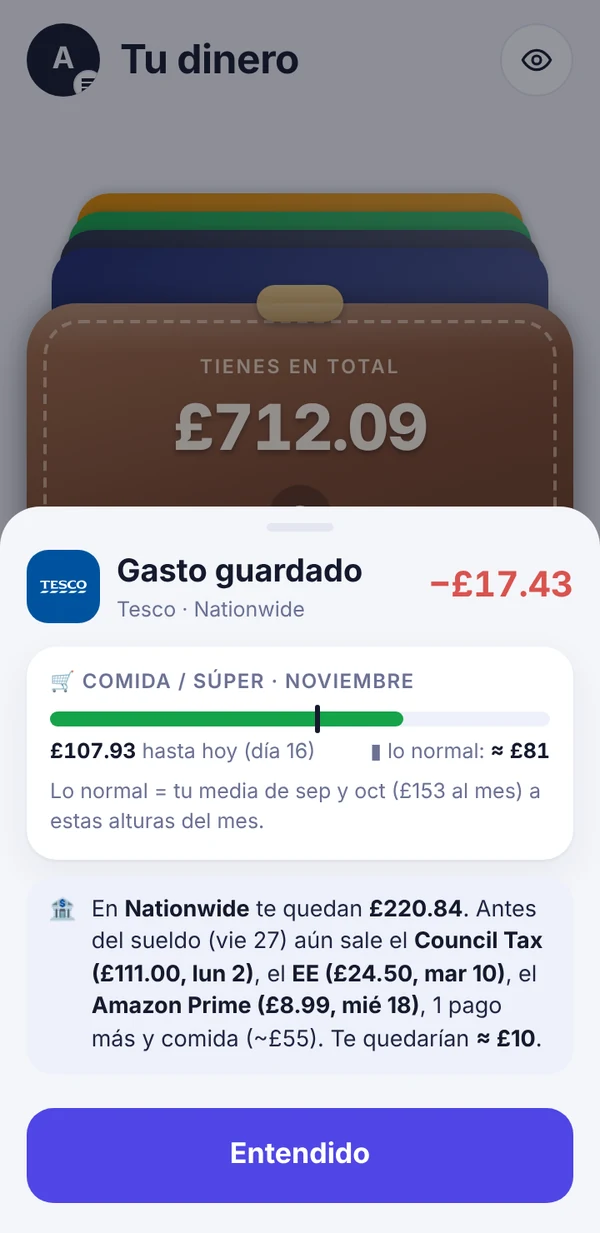 A
Tu dinero
TIENES EN TOTAL
£712.09
TESCO
Gasto guardado
−£17.43
Tesco · Nationwide
🛒 COMIDA / SÚPER · NOVIEMBRE
£107.93 hasta hoy (día 16)
lo normal: ≈ £81
Lo normal = tu media de sep y oct (£153 al mes) a
estas alturas del mes.
En Nationwide te quedan £220.84. Antes
del sueldo (vie 27) aún sale el Council Tax
(£111.00, lun 2), el EE (£24.50, mar 10), el
Amazon Prime (£8.99, mié 18), 1 pago
más y comida (~£55). Te quedarían ≈ £10.
Entendido